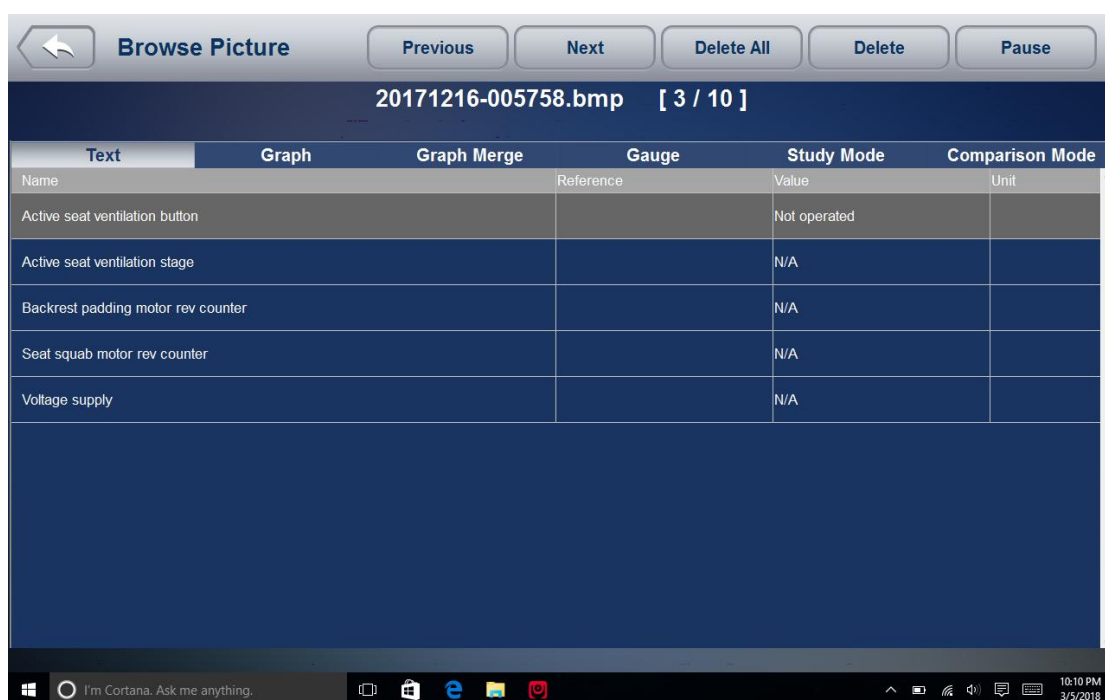 Browse Picture Previous Next Delete All Delete Pause
20171216-005758.bmp [ 3 / 10 ]
Text Graph Graph Merge Gauge Study Mode Comparison Mode
Name Reference Value Unit
Active seat ventilation button Not operated
Active seat ventilation stage N/A
Backrest padding motor rev counter N/A
Seat squab motor rev counter N/A
Voltage supply N/A
I'm Cortana. Ask me anything.
10:10 PM
3/5/2018